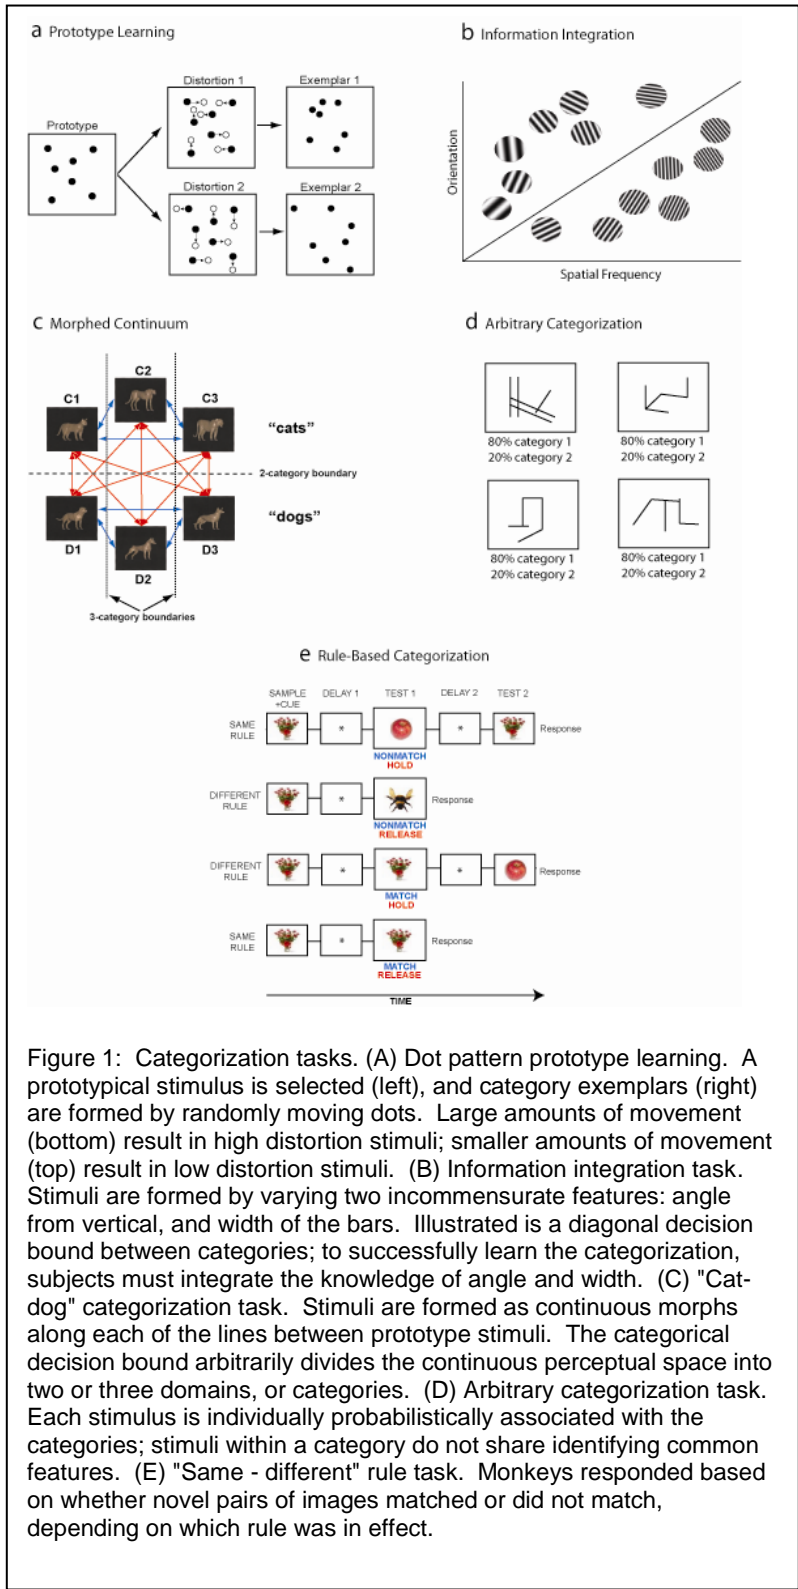 a Prototype Learning
Prototype
Distortion 1
Exemplar 1
Distortion 2
Exemplar 2
b Information Integration
Orientation
Spatial Frequency
c Morphed Continuum
C1
C2
C3
"cats"
2-category boundary
"dogs"
D1
D2
D3
3-category boundaries
d Arbitrary Categorization
80% category 1
20% category 2
80% category 1
20% category 2
80% category 1
20% category 2
80% category 1
20% category 2
e Rule-Based Categorization
SAMPLE
+CUE
DELAY 1
TEST 1
DELAY 2
TEST 2
SAME
RULE
*
*
Response
NONMATCH
HOLD
DIFFERENT
RULE
*
Response
NONMATCH
RELEASE
DIFFERENT
RULE
*
*
Response
MATCH
HOLD
SAME
RULE
*
Response
MATCH
RELEASE
TIME
Figure 1: Categorization tasks. (A) Dot pattern prototype learning. A
prototypical stimulus is selected (left), and category exemplars (right)
are formed by randomly moving dots. Large amounts of movement
(bottom) result in high distortion stimuli; smaller amounts of movement
(top) result in low distortion stimuli. (B) Information integration task.
Stimuli are formed by varying two incommensurate features: angle
from vertical, and width of the bars. Illustrated is a diagonal decision
bound between categories; to successfully learn the categorization,
subjects must integrate the knowledge of angle and width. (C) "Cat-
dog" categorization task. Stimuli are formed as continuous morphs
along each of the lines between prototype stimuli. The categorical
decision bound arbitrarily divides the continuous perceptual space into
two or three domains, or categories. (D) Arbitrary categorization task.
Each stimulus is individually probabilistically associated with the
categories; stimuli within a category do not share identifying common
features. (E) "Same - different" rule task. Monkeys responded based
on whether novel pairs of images matched or did not match,
depending on which rule was in effect.